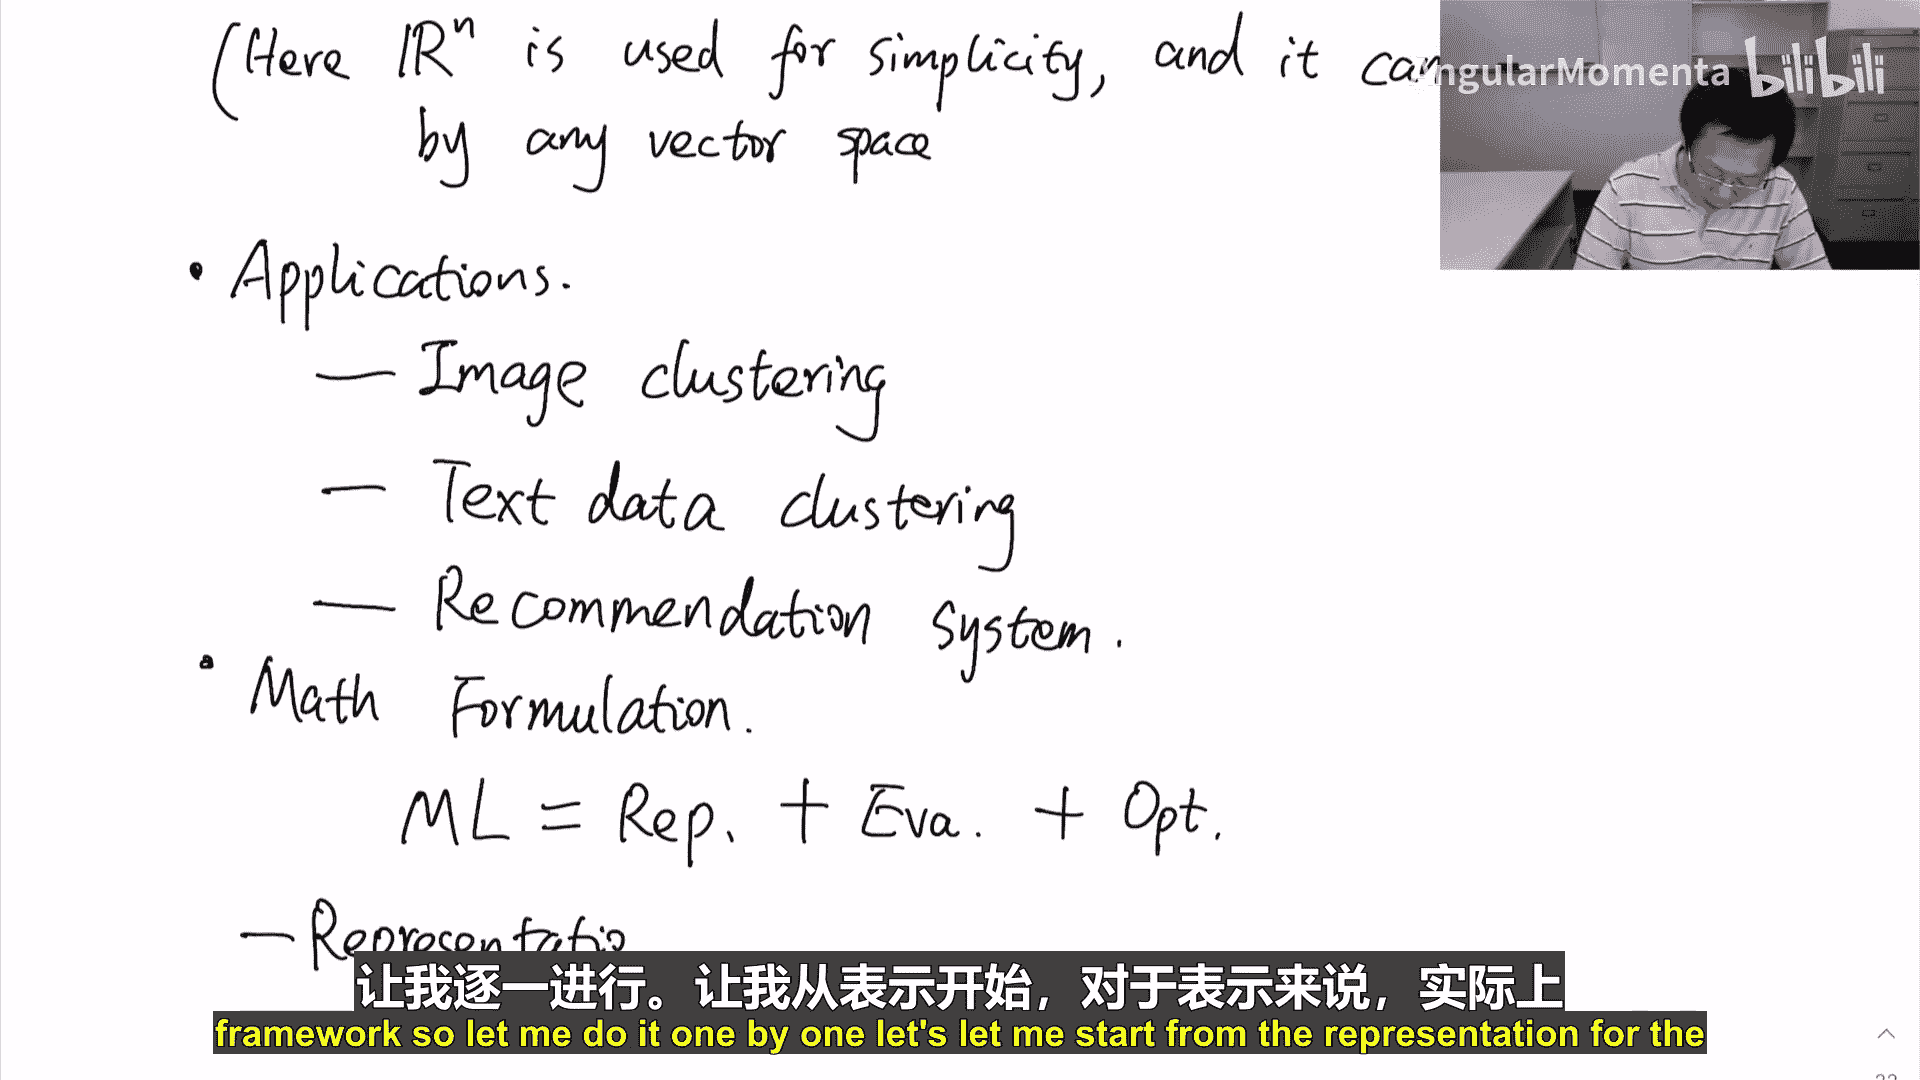 (Here ℝⁿ is used for simplicity, and it can
by any vector space
• Applications.
— Image clustering
— Text data clustering
— Recommendation system.
• Math Formulation.
ML = Rep. + Eva. + Opt.
— Representatio
AngularMomenta bilibili
让我逐一进行。让我从表示开始，对于表示来说，实际上
framework so let me do it one by one let's let me start from the representation for the